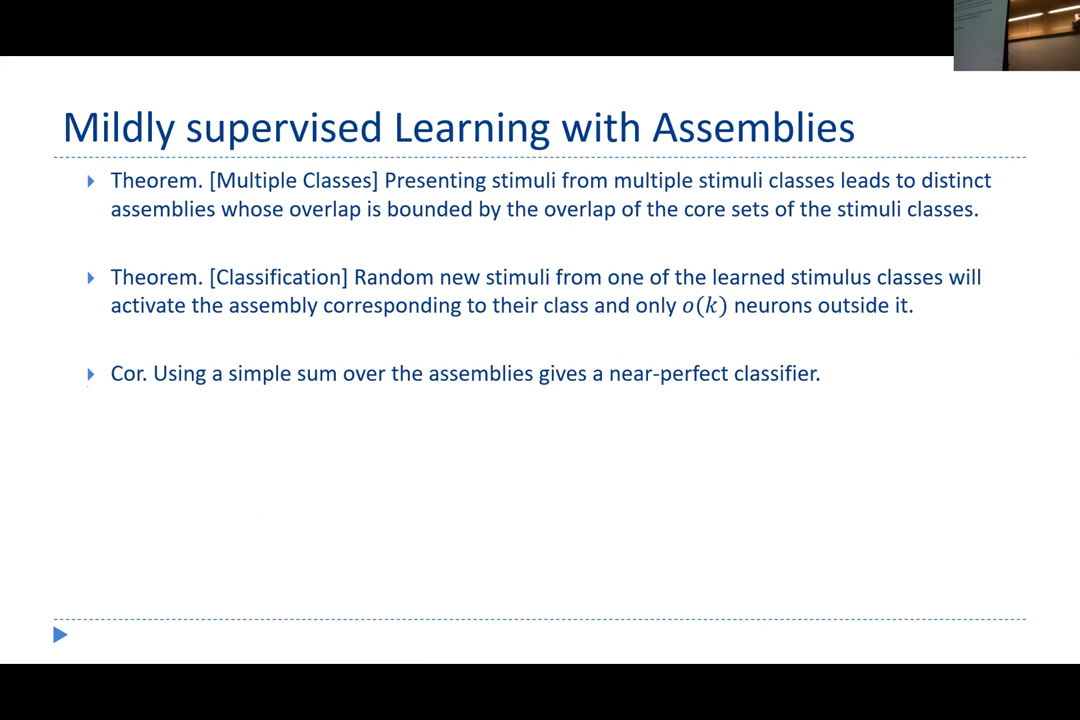 Mildly supervised Learning with Assemblies
Theorem. [Multiple Classes] Presenting stimuli from multiple stimuli classes leads to distinct
assemblies whose overlap is bounded by the overlap of the core sets of the stimuli classes.
Theorem. [Classification] Random new stimuli from one of the learned stimulus classes will
activate the assembly corresponding to their class and only o(k) neurons outside it.
Cor. Using a simple sum over the assemblies gives a near-perfect classifier.